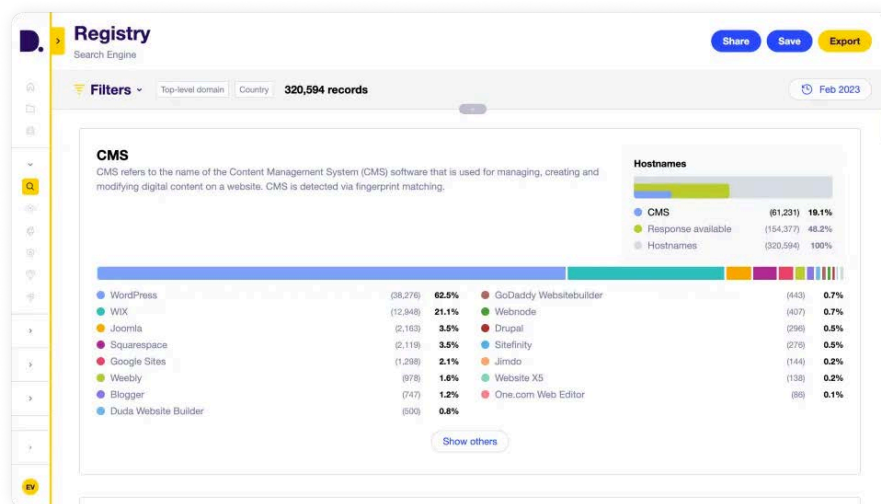 D.
Registry
Search Engine
Share Save Export
Filters Top-level domain Country 320,594 records Feb 2023
CMS
CMS refers to the name of the Content Management System (CMS) software that is used for managing, creating and
modifying digital content on a website. CMS is detected via fingerprint matching.
Hostnames
CMS (61,231) 19.1%
Response available (154,377) 48.2%
Hostnames (320,594) 100%
WordPress (38,276) 62.5%
WIX (12,948) 21.1%
Joomla (2,163) 3.5%
Squarespace (2,119) 3.5%
Google Sites (1,298) 2.1%
Weebly (978) 1.6%
Blogger (747) 1.2%
Duda Website Builder (500) 0.8%
GoDaddy Websitebuilder (443) 0.7%
Webnode (407) 0.7%
Drupal (296) 0.5%
Sitefinity (276) 0.5%
Jimdo (144) 0.2%
Website X5 (138) 0.2%
One.com Web Editor (86) 0.1%
Show others
EV